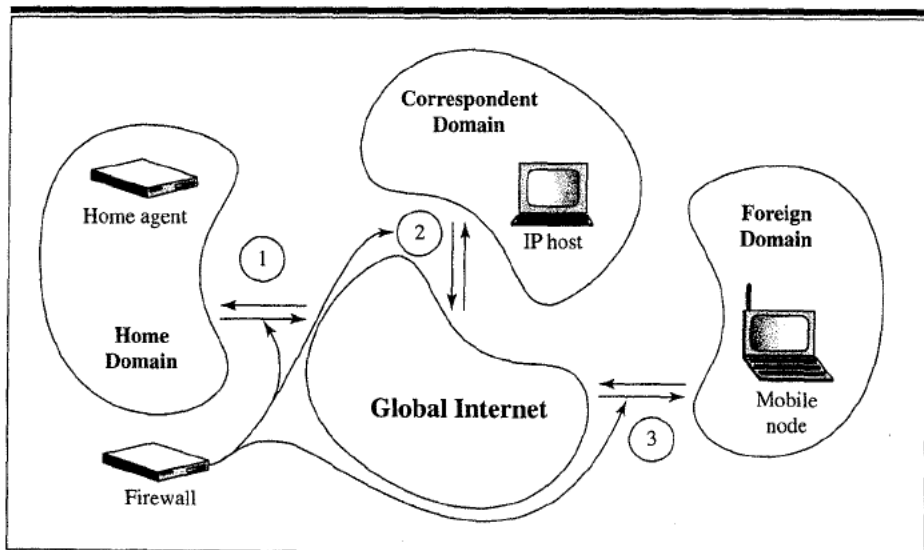 Correspondent
Domain
Home agent
IP host
Foreign
Domain
1
2
Home
Domain
Global Internet
Mobile
node
3
Firewall